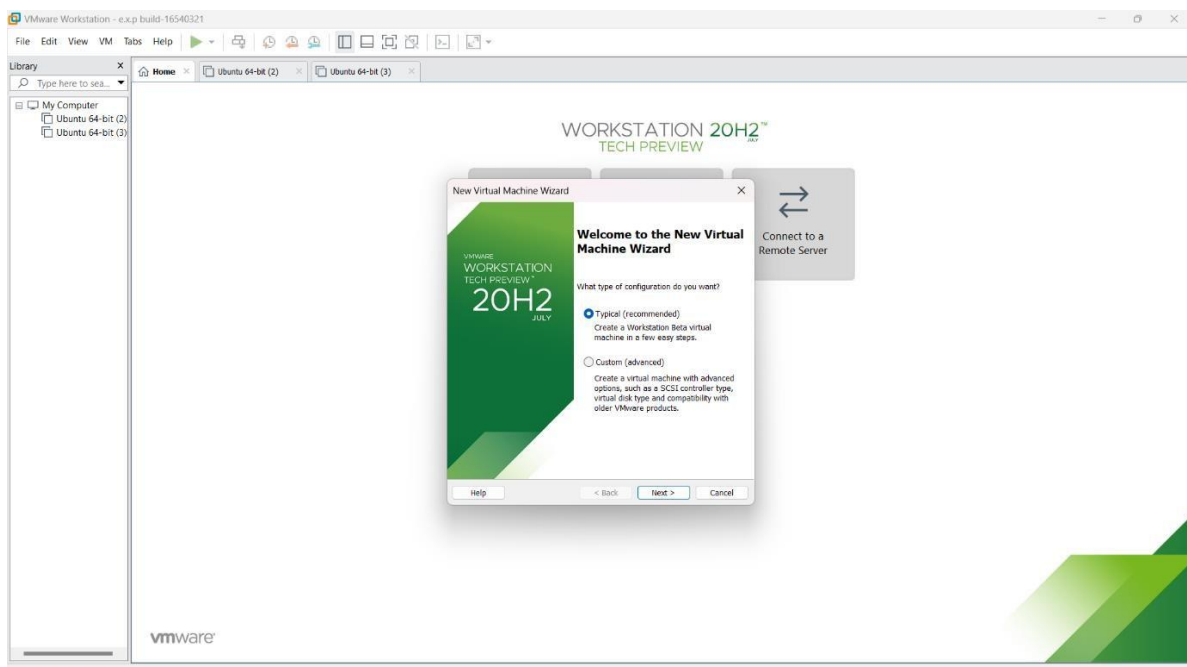 VMware Workstation - e.x.p build-16540321
File Edit View VM Tabs Help
Library X
Type here to sea...
Home × Ubuntu 64-bit (2) × Ubuntu 64-bit (3) ×
My Computer
Ubuntu 64-bit (2)
Ubuntu 64-bit (3)
WORKSTATION 20H2™
JULY
TECH PREVIEW
Connect to a
Remote Server
New Virtual Machine Wizard
VMWARE
WORKSTATION
TECH PREVIEW™
20H2
JULY
Welcome to the New Virtual
Machine Wizard
What type of configuration do you want?
Typical (recommended)
Create a Workstation Beta virtual
machine in a few easy steps.
Custom (advanced)
Create a virtual machine with advanced
options, such as a SCSI controller type,
virtual disk type and compatibility with
older VMware products.
Help < Back Next > Cancel
vmware